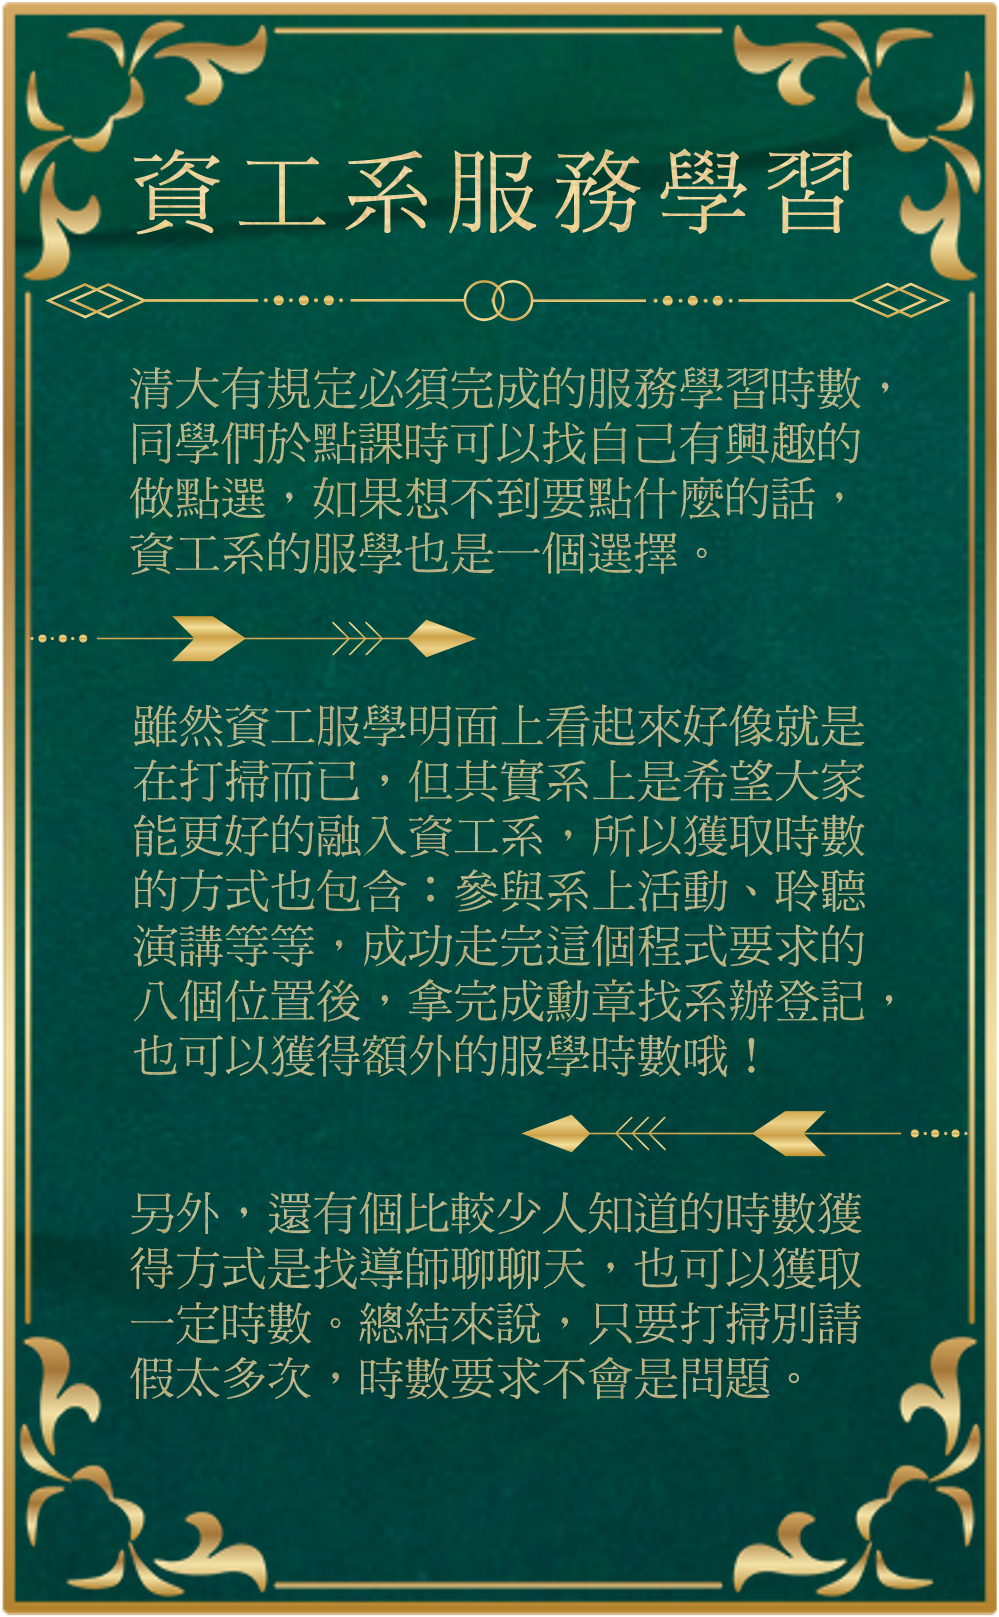 資工系服務學習
清大有規定必須完成的服務學習時數，
同學們於點課時可以找自己有興趣的
做點選，如果想不到要點什麼的話，
資工系的服學也是一個選擇。
雖然資工服學明面上看起來好像就是
在打掃而已，但其實系上是希望大家
能更好的融入資工系，所以獲取時數
的方式也包含：參與系上活動、聆聽
演講等等，成功走完這個程式要求的
八個位置後，拿完成勳章找系辦登記，
也可以獲得額外的服學時數哦！
另外，還有個比較少人知道的時數獲
得方式是找導師聊聊天，也可以獲取
一定時數。總結來說，只要打掃別請
假太多次，時數要求不會是問題。